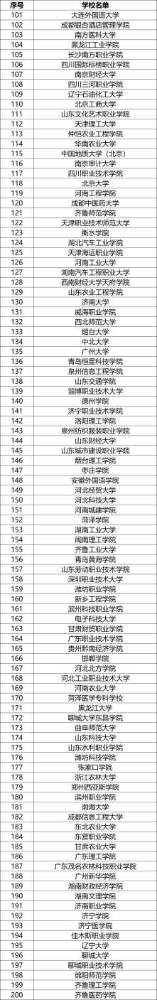 序号 学校名单
101 大连外国语大学
102 成都银杏酒店管理学院
103 南方医科大学
104 黑龙江工业学院
105 长沙南方职业学院
106 四川国际标榜职业学院
107 南京财经大学
108 四川三河职业学院
109 辽宁石油化工大学
110 北京工商大学
111 山东文化艺术职业学院
112 天津理工大学
113 仲恺农业工程学院
114 华南农业大学
115 中国地质大学（北京）
116 南京审计大学
117 四川职业技术学院
118 北京大学
119 河南工程学院
120 成都中医药大学
121 齐鲁师范学院
122 天津职业技术师范大学
123 衡水学院
124 湖北汽车工业学院
125 天津海运职业学院
126 河南工业大学
127 湖南汽车工程职业大学
128 西南财经大学天府学院
129 山东农业工程学院
130 济南大学
131 威海职业学院
132 西北师范大学
133 烟台大学
134 中北大学
135 广州大学
136 青岛恒星科技学院
137 泉州信息工程学院
138 山东交通学院
139 淄博职业技术大学
140 德州学院
141 济宁职业技术学院
142 洛阳理工学院
143 泉州纺织服装职业学院
144 山东财经大学
145 山东城市建设职业学院
146 烟台理工学院
147 枣庄学院
148 安徽外国语学院
149 河北经贸大学
150 河北科技大学
151 河南城建学院
152 菏泽学院
153 湖南工业大学
154 闽南理工学院
155 齐鲁工业大学
156 青岛黄海学院
157 山东劳动职业技术学院
158 深圳职业技术大学
159 潍坊职业学院
160 新乡工程学院
161 滨州科技职业学院
162 电子科技大学
163 甘肃财贸职业学院
164 广东职业技术学院
165 贵州黔南经济学院
166 邯郸学院
167 河北北方学院
168 河北工业职业技术大学
169 河南农业大学
170 菏泽医学专科学校
171 黑龙江大学
172 聊城大学东昌学院
173 曲阜师范大学
174 山东科技大学
175 山东水利职业学院
176 潍坊科技学院
177 张家口学院
178 浙江农林大学
179 郑州西亚斯学院
180 滨州职业学院
181 渤海大学
182 成都信息工程大学
183 东北农业大学
184 东营职业学院
185 甘肃农业大学
186 广东理工学院
187 广东茂名农林科技职业学院
188 广州新华学院
189 湖南财政经济学院
190 湖南文理学院
191 济南职业学院
192 济宁学院
193 济宁医学院
194 佳木斯职业学院
195 辽宁大学
196 聊城大学
197 聊城职业技术学院
198 绵阳师范学院
199 齐鲁理工学院
200 齐鲁医药学院